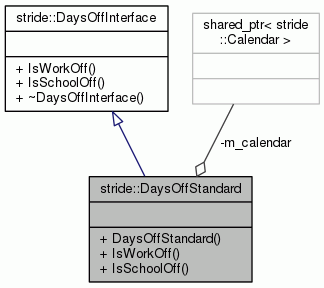 stride::DaysOffInterface
+ IsWorkOff()
+ IsSchoolOff()
+ ~DaysOffInterface()
shared_ptr< stride
::Calendar >
-m_calendar
stride::DaysOffStandard
+ DaysOffStandard()
+ IsWorkOff()
+ IsSchoolOff()